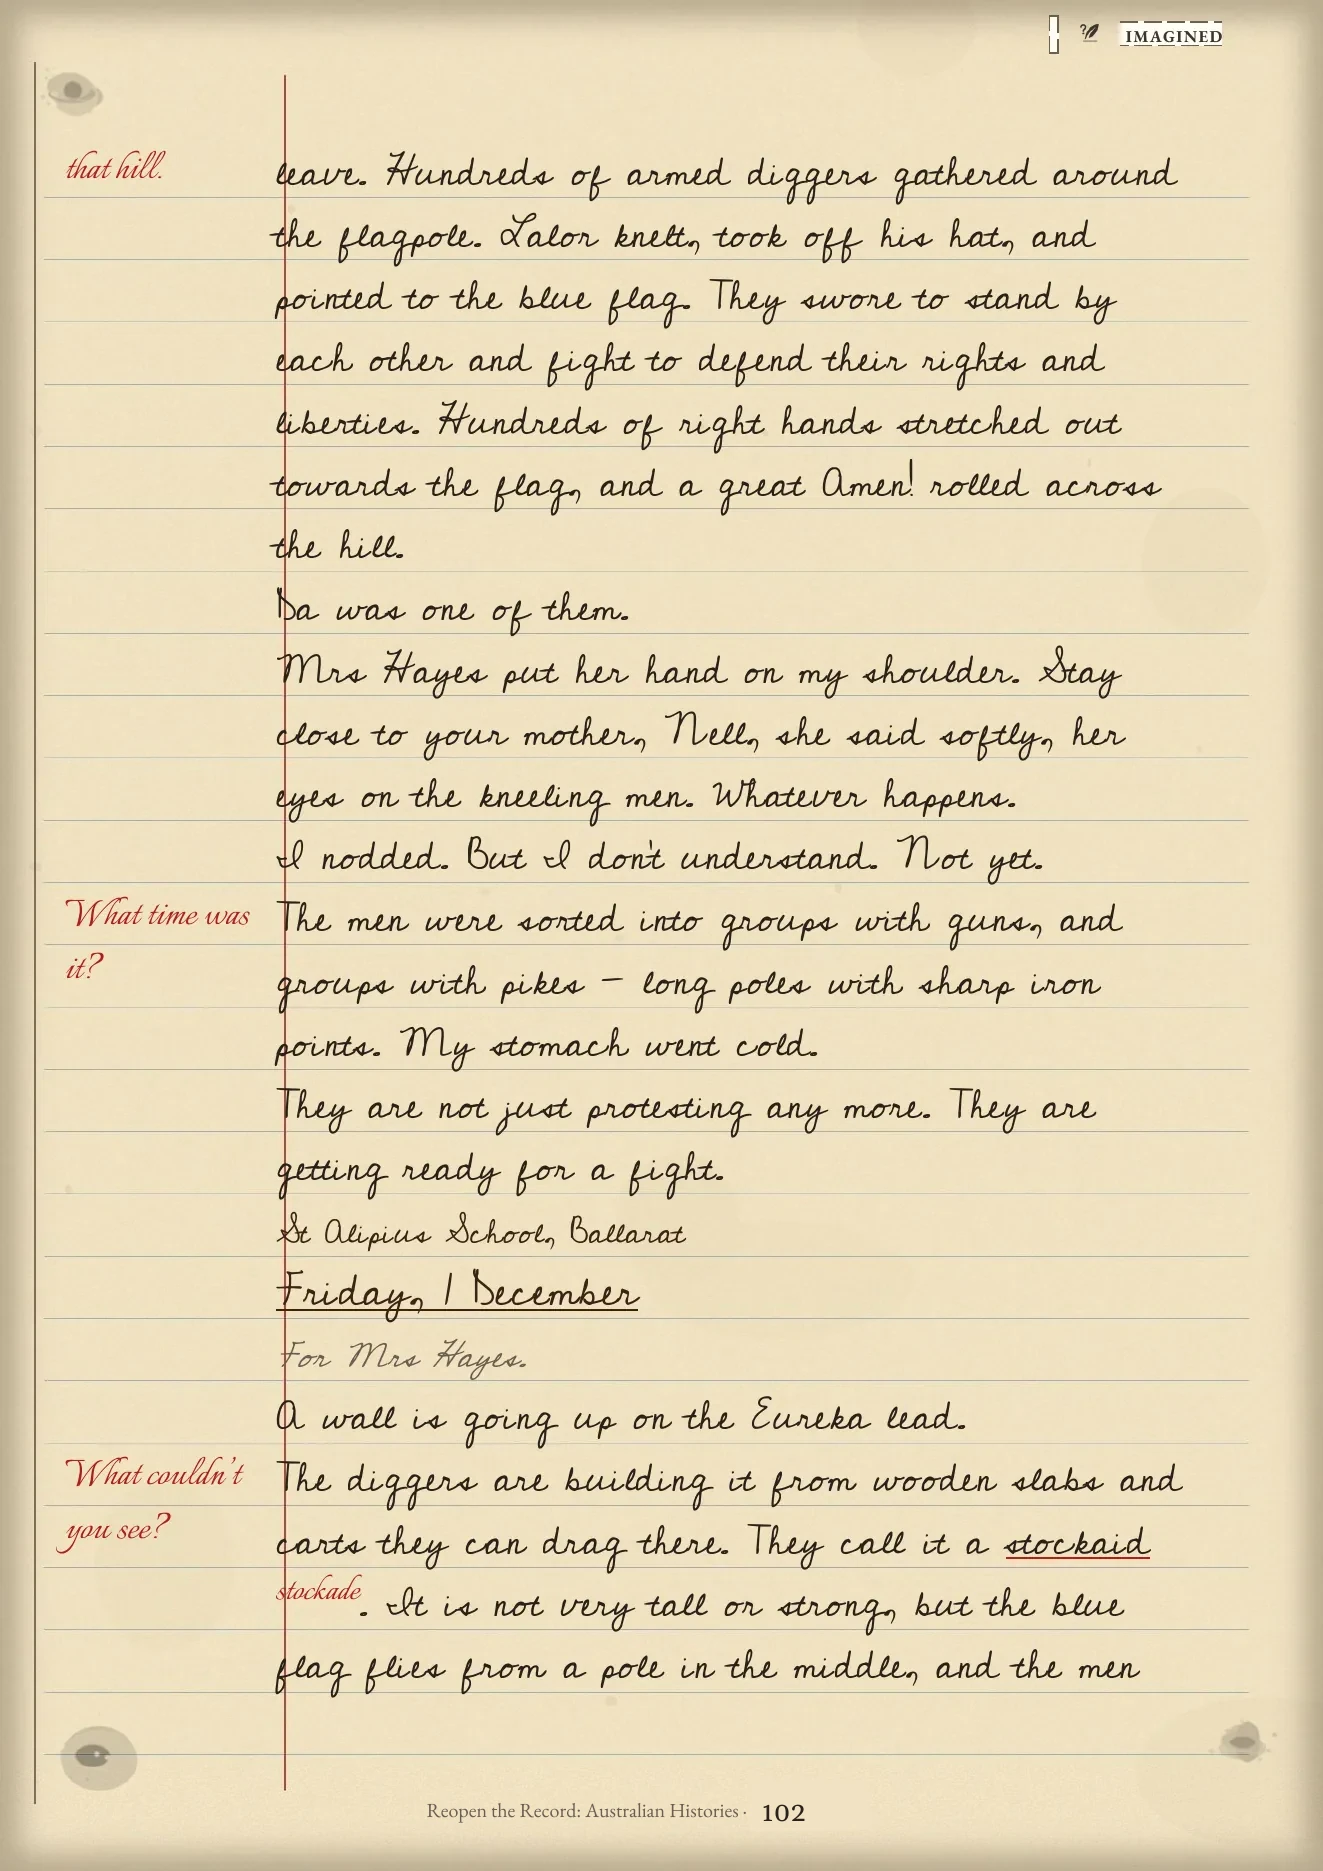 IMAGINED
that hill.
leave. Hundreds of armed diggers gathered around
the flagpole. Lalor knelt, took off his hat, and
pointed to the blue flag. They swore to stand by
each other and fight to defend their rights and
liberties. Hundreds of right hands stretched out
towards the flag, and a great Amen! rolled across
the hill.
Da was one of them.
Mrs Hayes put her hand on my shoulder. Stay
close to your mother, Nell, she said softly, her
eyes on the kneeling men. Whatever happens.
I nodded. But I don't understand. Not yet.
What time was
it?
The men were sorted into groups with guns, and
groups with pikes – long poles with sharp iron
points. My stomach went cold.
They are not just protesting any more. They are
getting ready for a fight.
St Alipius School, Ballarat
Friday, 1 December
For Mrs Hayes.
A wall is going up on the Eureka lead.
What couldn't
you see?
The diggers are building it from wooden slabs and
carts they can drag there. They call it a stockaid
stockade. It is not very tall or strong, but the blue
flag flies from a pole in the middle, and the men
Reopen the Record: Australian Histories · 102